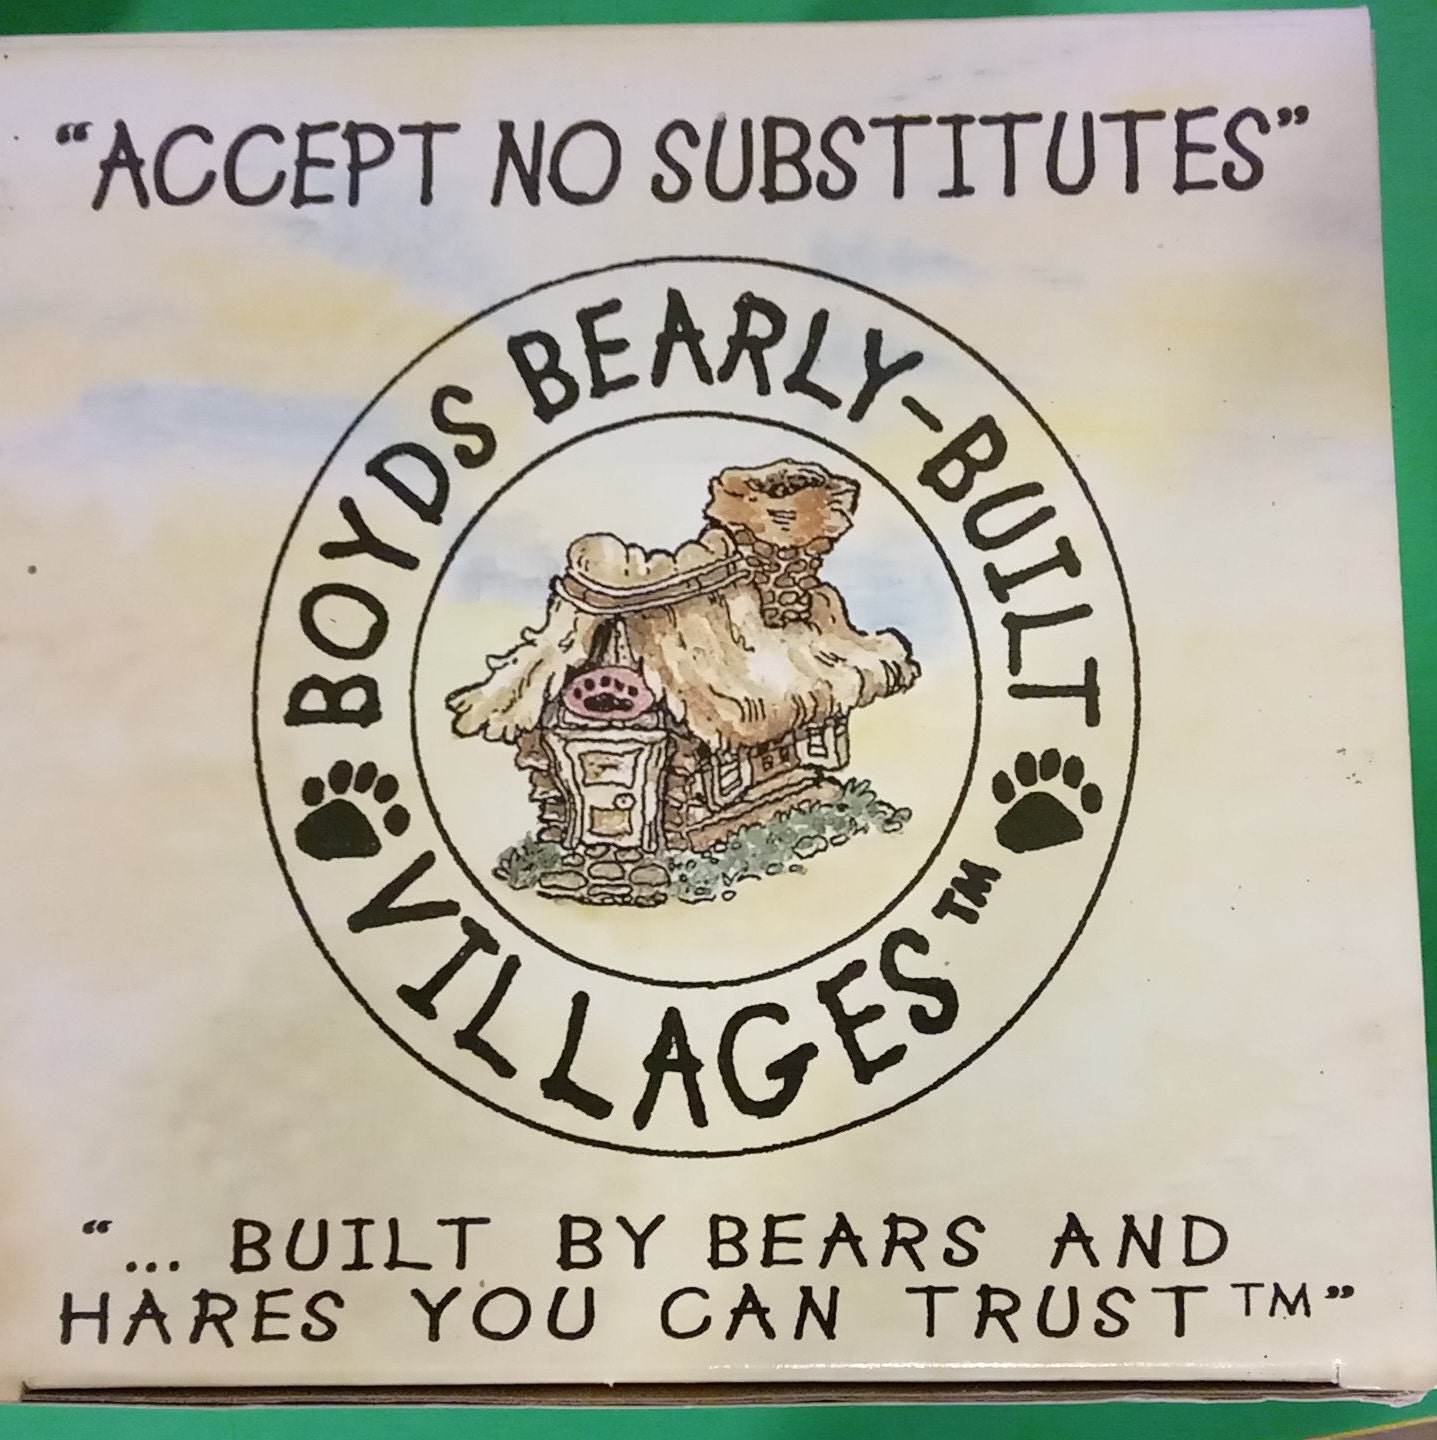 “ACCEPT NO SUBSTITUTES”
BOYDS BEARLY-BUILT
VILLAGES™
“... BUILT BY BEARS AND
HARES YOU CAN TRUST™”